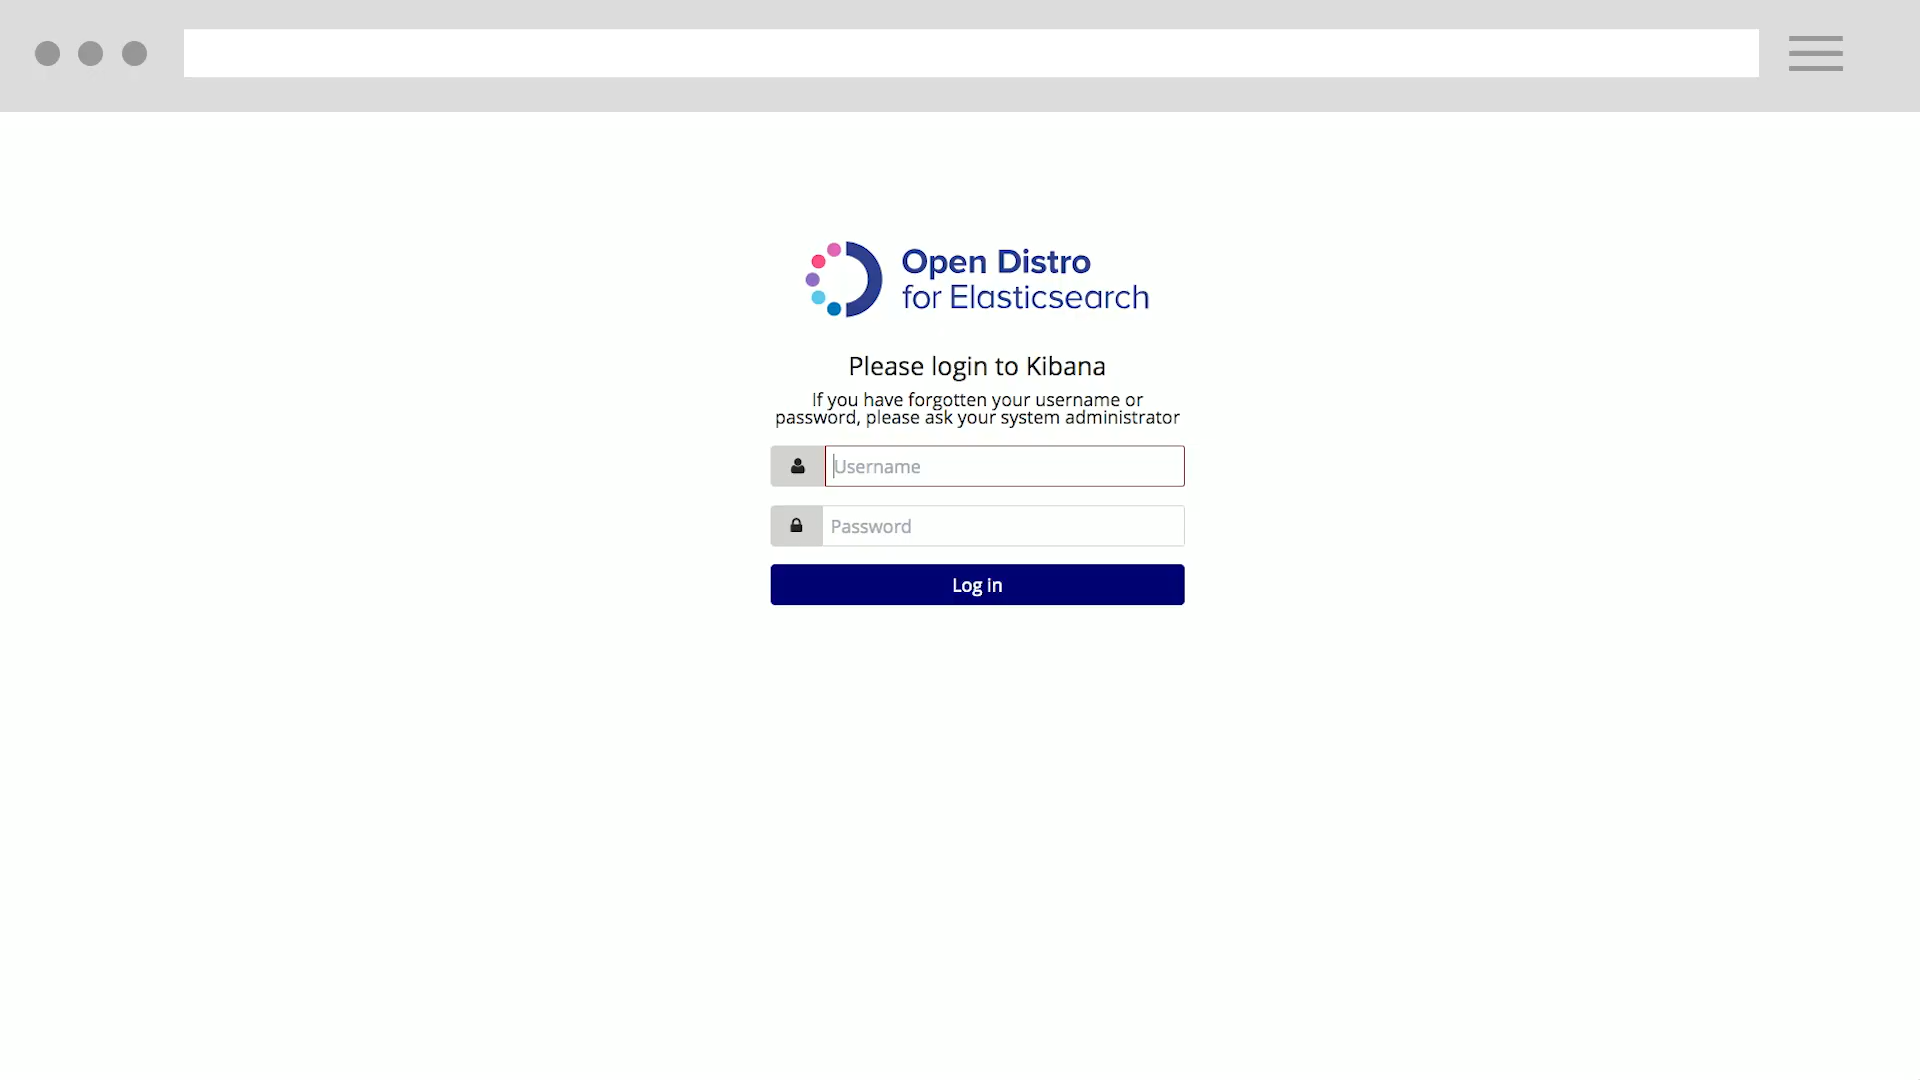 Open Distro
for Elasticsearch
Please login to Kibana
If you have forgotten your username or
password, please ask your system administrator
Username
Password
Log in